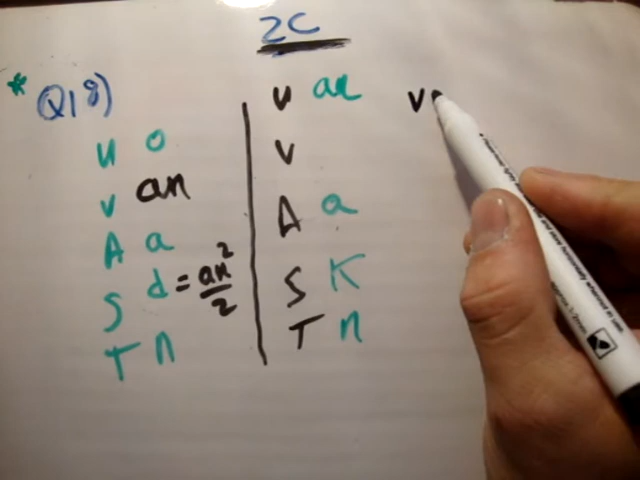 2C
* Q18)
u 0
v an
A a
S d = an²/2
T n
u an
v
A a
S K
T n
v